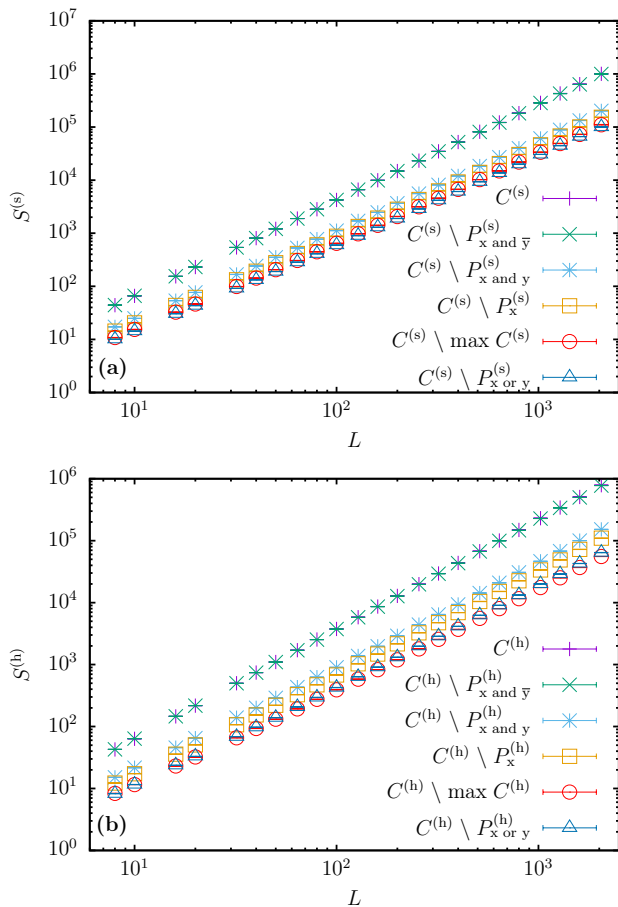 10^7
10^6
10^5
10^4
10^3
10^2
10^1
10^0
S^(s)
C^(s)
C^(s) \ P^(s)_x and y̅
C^(s) \ P^(s)_x and y
C^(s) \ P^(s)_x
C^(s) \ max C^(s)
C^(s) \ P^(s)_x or y
(a)
10^1 10^2 10^3
L
10^6
10^5
10^4
10^3
10^2
10^1
10^0
S^(h)
C^(h)
C^(h) \ P^(h)_x and y̅
C^(h) \ P^(h)_x and y
C^(h) \ P^(h)_x
C^(h) \ max C^(h)
C^(h) \ P^(h)_x or y
(b)
10^1 10^2 10^3
L